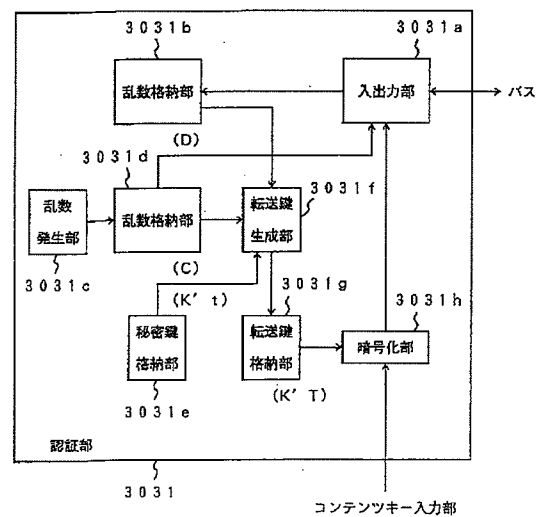 3031b
3031a
乱数格納部
入出力部
バス
(D)
3031d
3031f
乱数
発生部
乱数格納部
転送鍵
生成部
3031c
(C)
(K't)
3031g
3031h
秘密鍵
格納部
転送鍵
格納部
暗号化部
3031e
(K'T)
認証部
3031
コンテンツキー入力部